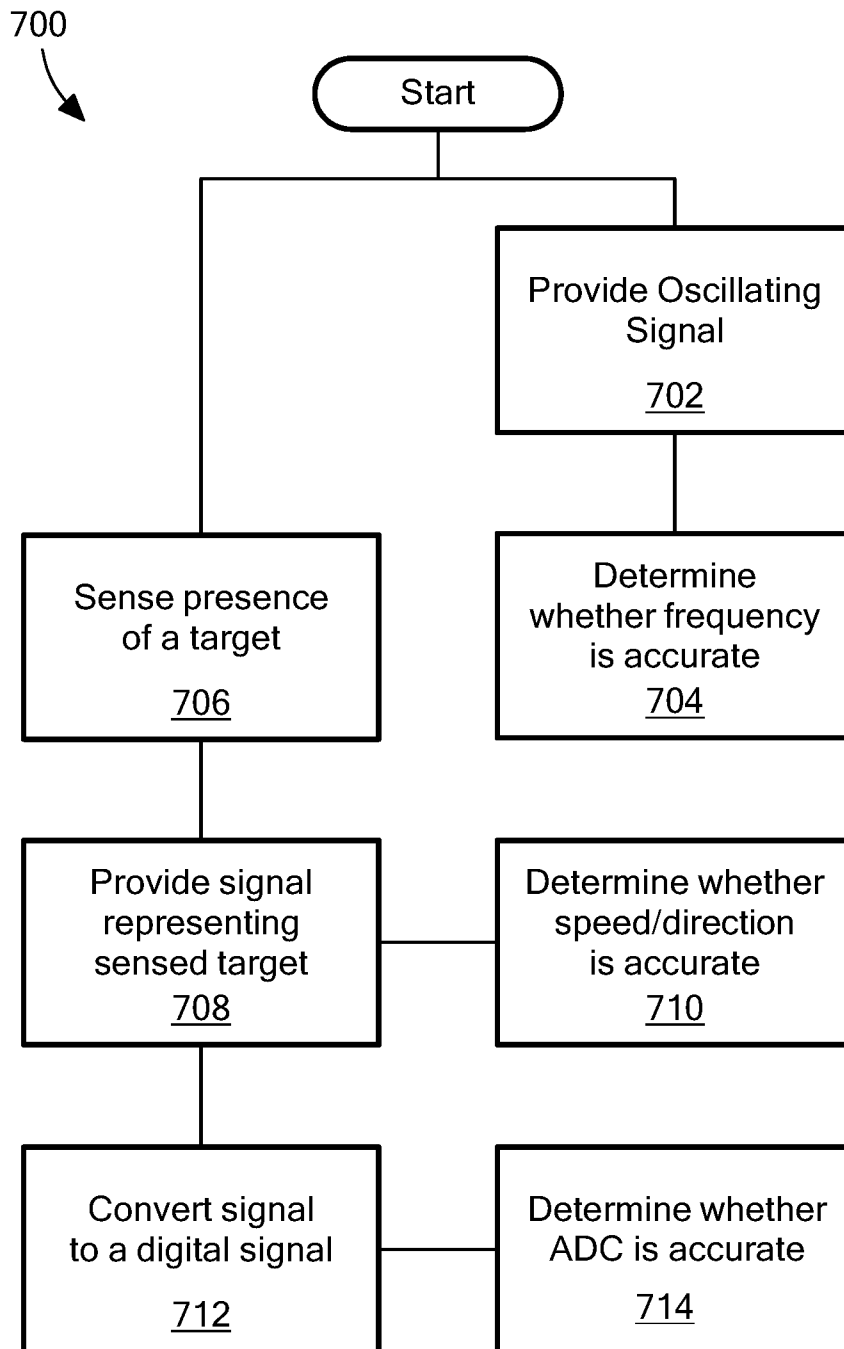 700
Start
Provide Oscillating
Signal
702
Sense presence
of a target
706
Determine
whether frequency
is accurate
704
Provide signal
representing
sensed target
708
Determine whether
speed/direction
is accurate
710
Convert signal
to a digital signal
712
Determine whether
ADC is accurate
714